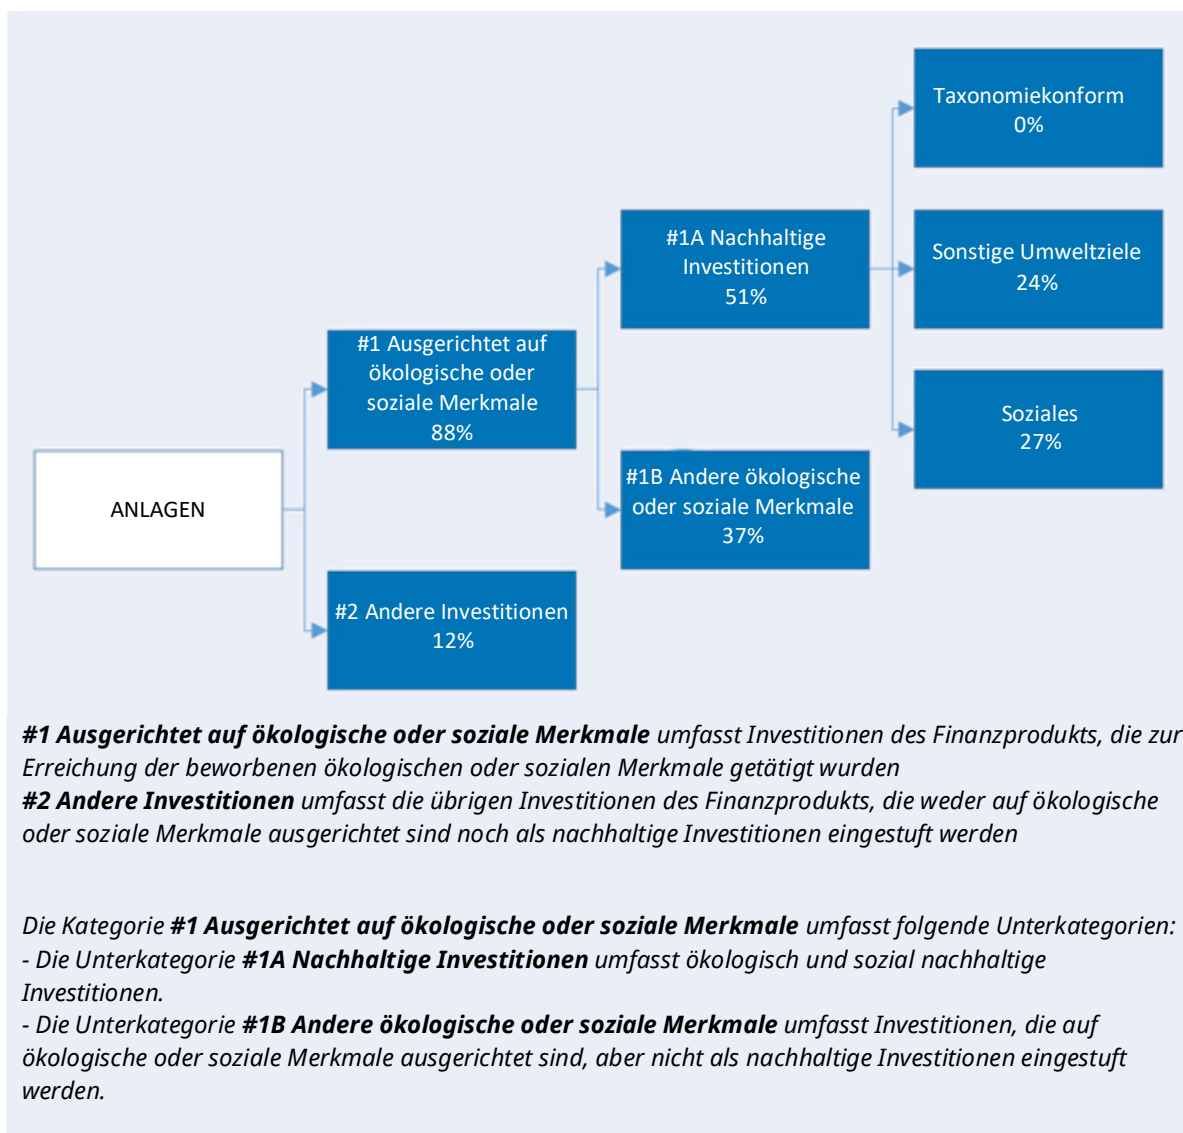 Taxonomiekonform
0%
#1A Nachhaltige
Investitionen
51%
Sonstige Umweltziele
24%
#1 Ausgerichtet auf
ökologische oder
soziale Merkmale
88%
Soziales
27%
ANLAGEN
#1B Andere ökologische
oder soziale Merkmale
37%
#2 Andere Investitionen
12%
#1 Ausgerichtet auf ökologische oder soziale Merkmale umfasst Investitionen des Finanzprodukts, die zur
Erreichung der beworbenen ökologischen oder sozialen Merkmale getätigt wurden
#2 Andere Investitionen umfasst die übrigen Investitionen des Finanzprodukts, die weder auf ökologische
oder soziale Merkmale ausgerichtet sind noch als nachhaltige Investitionen eingestuft werden
Die Kategorie #1 Ausgerichtet auf ökologische oder soziale Merkmale umfasst folgende Unterkategorien:
- Die Unterkategorie #1A Nachhaltige Investitionen umfasst ökologisch und sozial nachhaltige
Investitionen.
- Die Unterkategorie #1B Andere ökologische oder soziale Merkmale umfasst Investitionen, die auf
ökologische oder soziale Merkmale ausgerichtet sind, aber nicht als nachhaltige Investitionen eingestuft
werden.